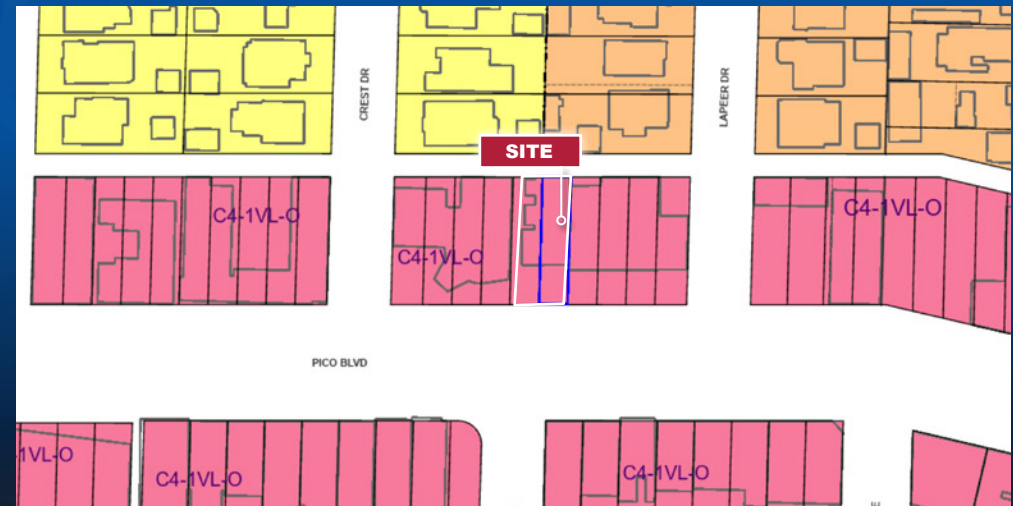 CREST DR
LAPEER DR
SITE
C4-1VL-O
C4-1VL-O
C4-1VL-O
PICO BLVD
1VL-O
C4-1VL-O
C4-1VL-O